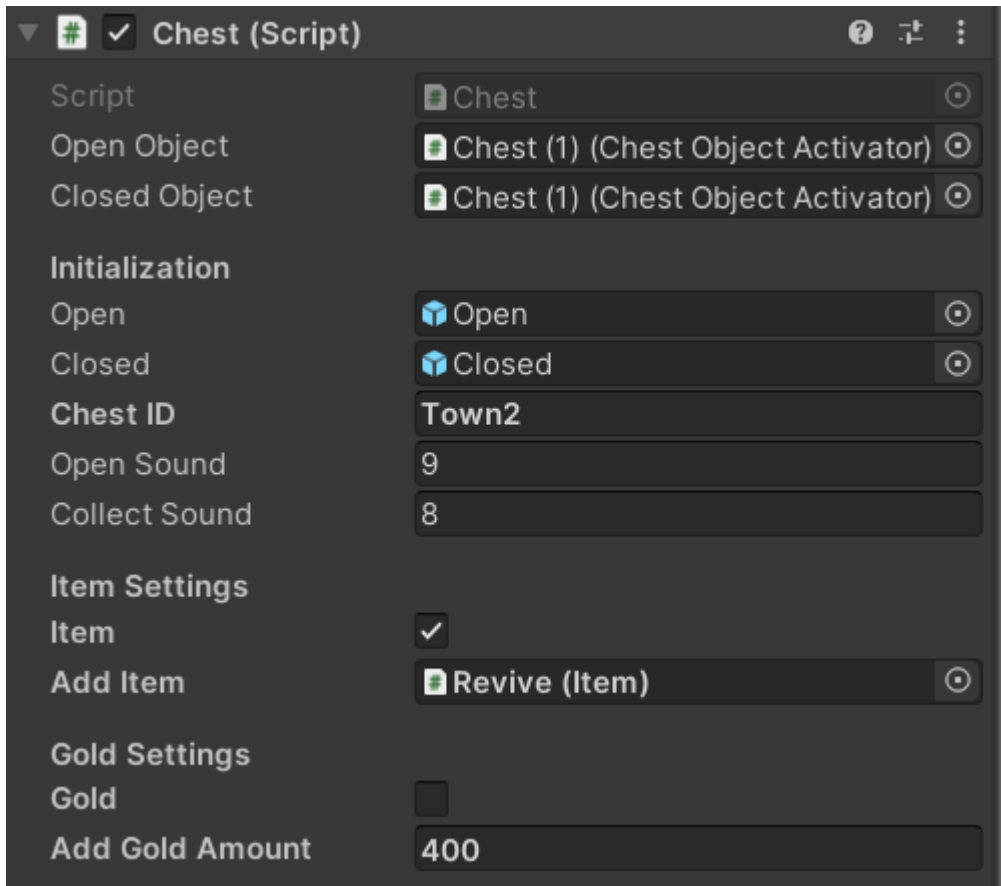 Chest (Script)
Script Chest
Open Object Chest (1) (Chest Object Activator)
Closed Object Chest (1) (Chest Object Activator)
Initialization
Open Open
Closed Closed
Chest ID Town2
Open Sound 9
Collect Sound 8
Item Settings
Item
Add Item Revive (Item)
Gold Settings
Gold
Add Gold Amount 400